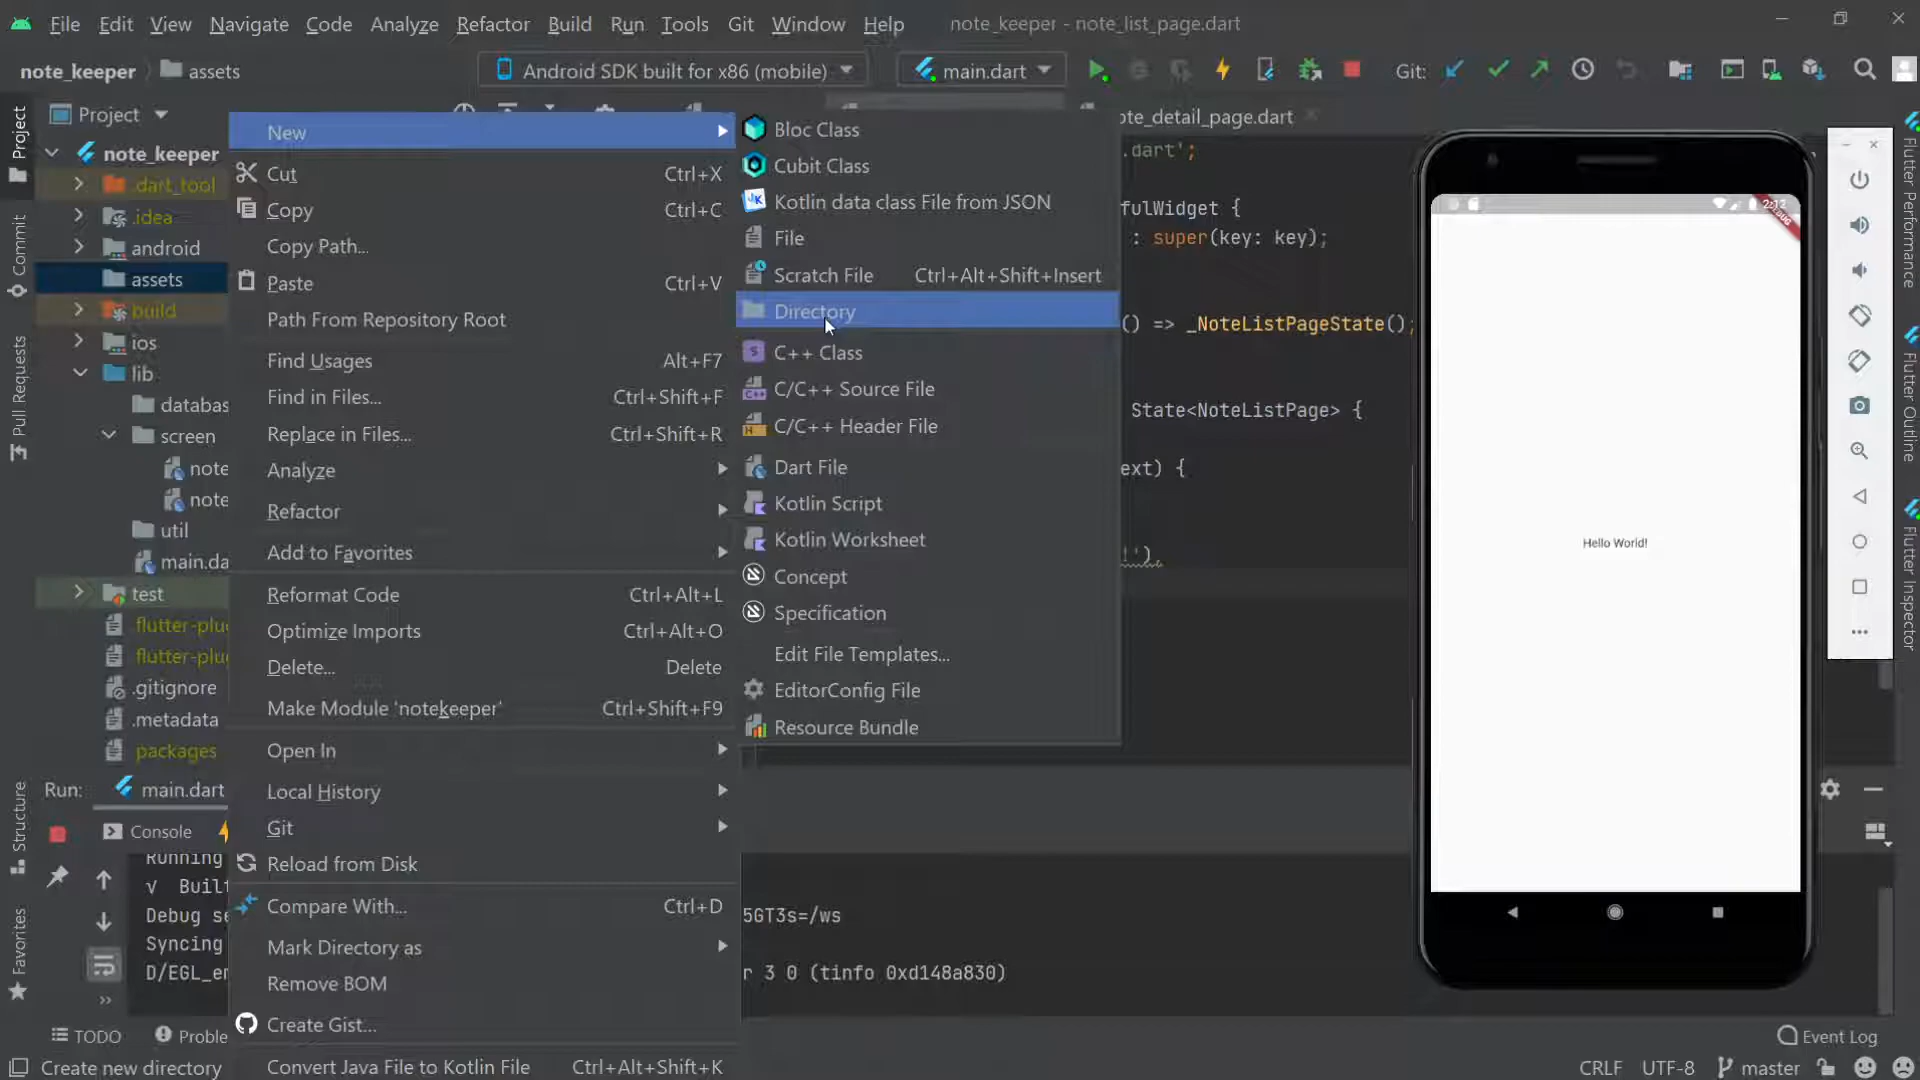 File Edit View Navigate Code Analyze Refactor Build Run Tools Git Window Help note_keeper - note_list_page.dart
note_keeper assets Android SDK built for x86 (mobile) main.dart Git:
Project
note_keeper
.dart_tool
.idea
android
assets
build
ios
lib
databas
screen
note
note
util
main.da
test
flutter-plu
flutter-plu
.gitignore
.metadata
packages
New
Cut Ctrl+X
Copy Ctrl+C
Copy Path...
Paste Ctrl+V
Path From Repository Root
Find Usages Alt+F7
Find in Files... Ctrl+Shift+F
Replace in Files... Ctrl+Shift+R
Analyze
Refactor
Add to Favorites
Reformat Code Ctrl+Alt+L
Optimize Imports Ctrl+Alt+O
Delete... Delete
Make Module 'notekeeper' Ctrl+Shift+F9
Open In
Local History
Git
Reload from Disk
Compare With... Ctrl+D
Mark Directory as
Remove BOM
Create Gist...
Convert Java File to Kotlin File Ctrl+Alt+Shift+K
Bloc Class
Cubit Class
Kotlin data class File from JSON
File
Scratch File Ctrl+Alt+Shift+Insert
Directory
C++ Class
C/C++ Source File
C/C++ Header File
Dart File
Kotlin Script
Kotlin Worksheet
Concept
Specification
Edit File Templates...
EditorConfig File
Resource Bundle
ote_detail_page.dart
.dart';
fulWidget {
: super(key: key);
() => _NoteListPageState();
State<NoteListPage> {
ext) {
!'),
2:12
DEBUG
Hello World!
Project
Commit
Pull Requests
Structure
Favorites
Flutter Performance
Flutter Outline
Flutter Inspector
Run: main.dart
Console
Running
√ Built
Debug se 5GT3s=/ws
Syncing
D/EGL_em r 3 0 (tinfo 0xd148a830)
TODO Proble Event Log
Create new directory CRLF UTF-8 master